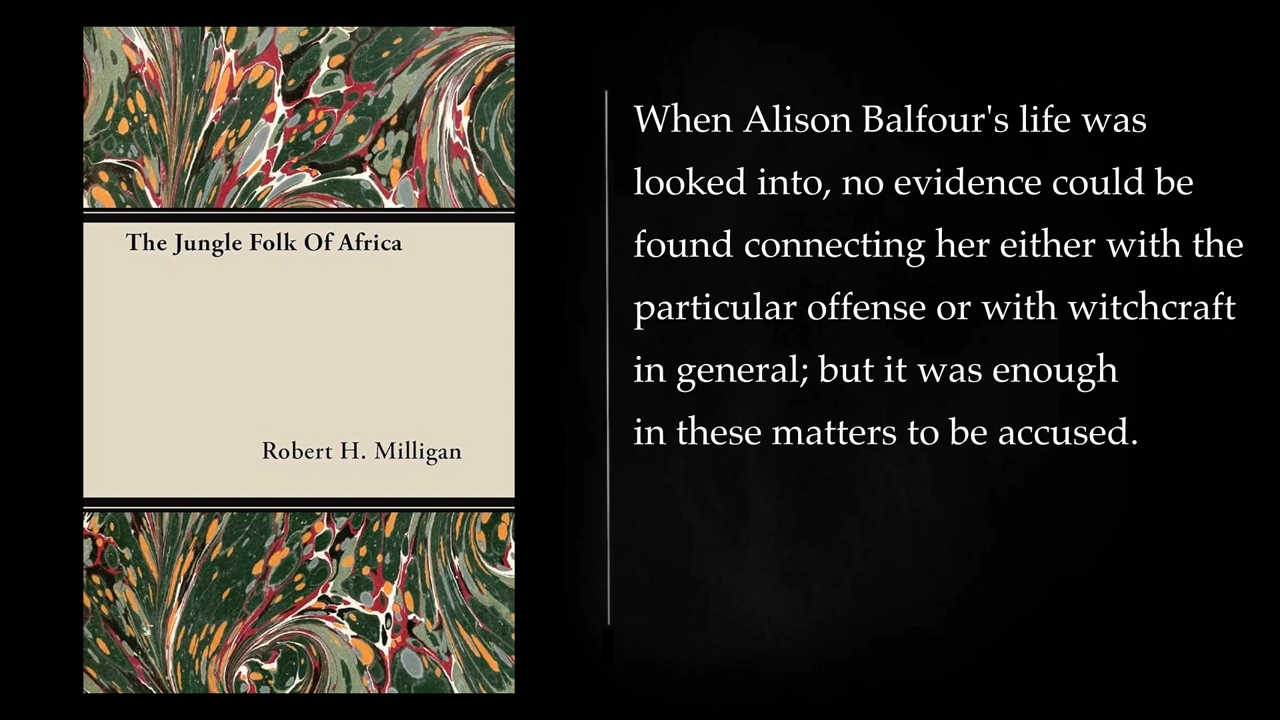 The Jungle Folk Of Africa
Robert H. Milligan
When Alison Balfour's life was
looked into, no evidence could be
found connecting her either with the
particular offense or with witchcraft
in general; but it was enough
in these matters to be accused.